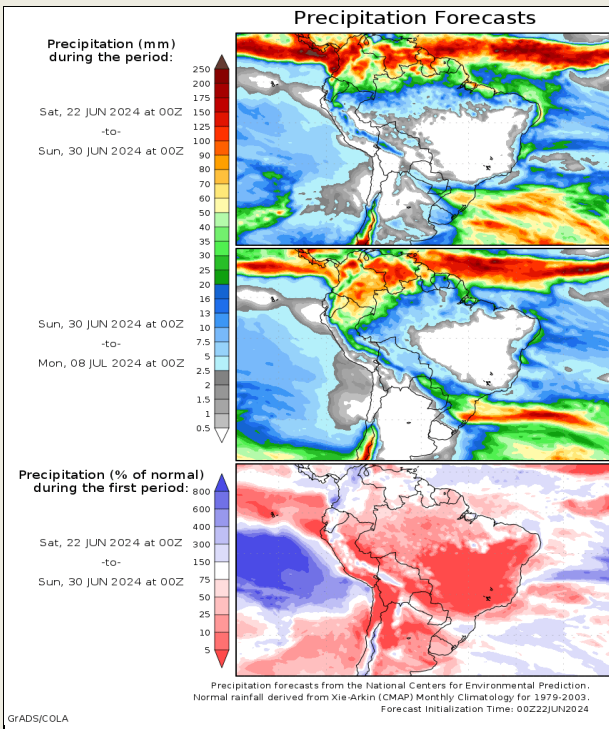 Precipitation Forecasts
Precipitation (mm)
during the period:
Sat, 22 JUN 2024 at 00Z
-to-
Sun, 30 JUN 2024 at 00Z
250
200
175
150
125
100
90
80
70
60
50
40
35
30
25
20
16
13
10
7.5
5
2.5
2
1.5
1
0.5
Sun, 30 JUN 2024 at 00Z
-to-
Mon, 08 JUL 2024 at 00Z
Precipitation (% of normal)
during the first period:
Sat, 22 JUN 2024 at 00Z
-to-
Sun, 30 JUN 2024 at 00Z
800
600
400
300
150
75
50
25
10
5
Precipitation forecasts from the National Centers for Environmental Prediction.
Normal rainfall derived from Xie-Arkin (CMAP) Monthly Climatology for 1979-2003.
Forecast Initialization Time: 00Z22JUN2024
GrADS/COLA